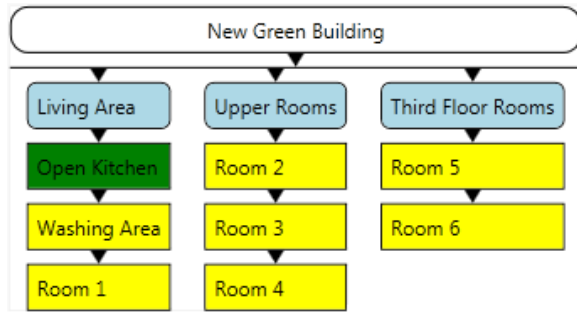 New Green Building
Living Area
Upper Rooms
Third Floor Rooms
Open Kitchen
Room 2
Room 5
Washing Area
Room 3
Room 6
Room 1
Room 4